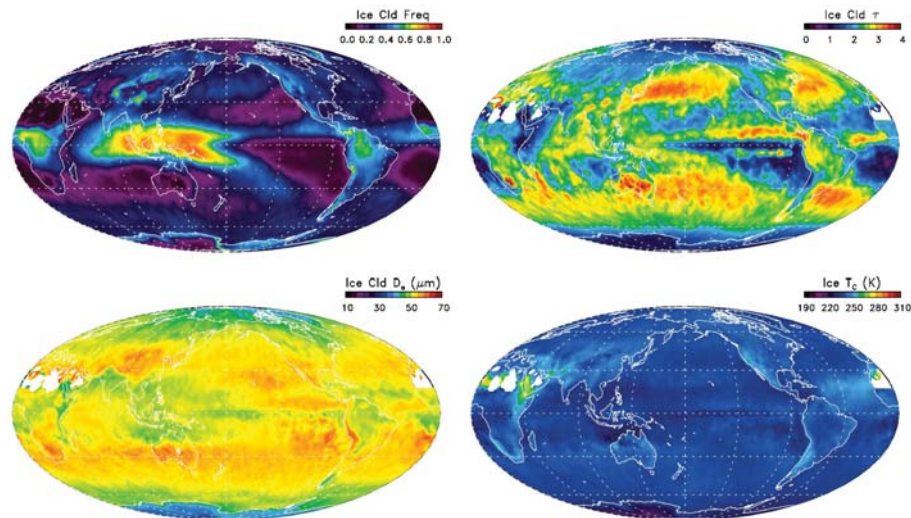 Ice Cld Freq
0.0 0.2 0.4 0.6 0.8 1.0
Ice Cld τ
0 1 2 3 4
Ice Cld Dₑ (μm)
10 30 50 70
Ice T_C (K)
190 220 250 280 310